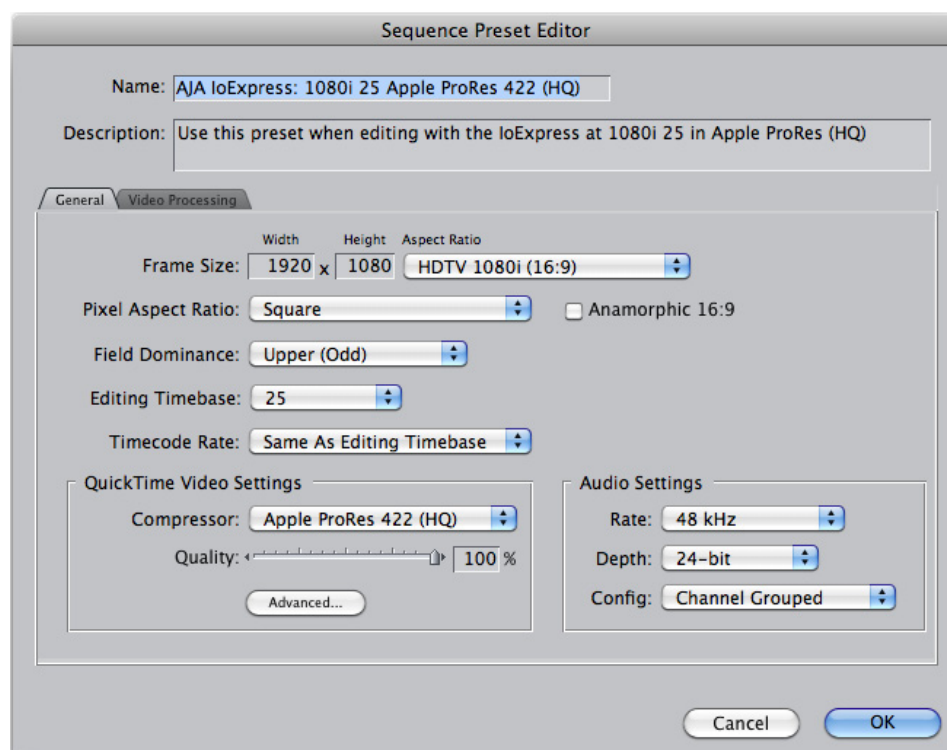 Sequence Preset Editor
Name: AJA IoExpress: 1080i 25 Apple ProRes 422 (HQ)
Description: Use this preset when editing with the IoExpress at 1080i 25 in Apple ProRes (HQ)
General Video Processing
Width Height Aspect Ratio
Frame Size: 1920 x 1080 HDTV 1080i (16:9)
Pixel Aspect Ratio: Square Anamorphic 16:9
Field Dominance: Upper (Odd)
Editing Timebase: 25
Timecode Rate: Same As Editing Timebase
QuickTime Video Settings
Compressor: Apple ProRes 422 (HQ)
Quality: 100 %
Advanced...
Audio Settings
Rate: 48 kHz
Depth: 24-bit
Config: Channel Grouped
Cancel OK